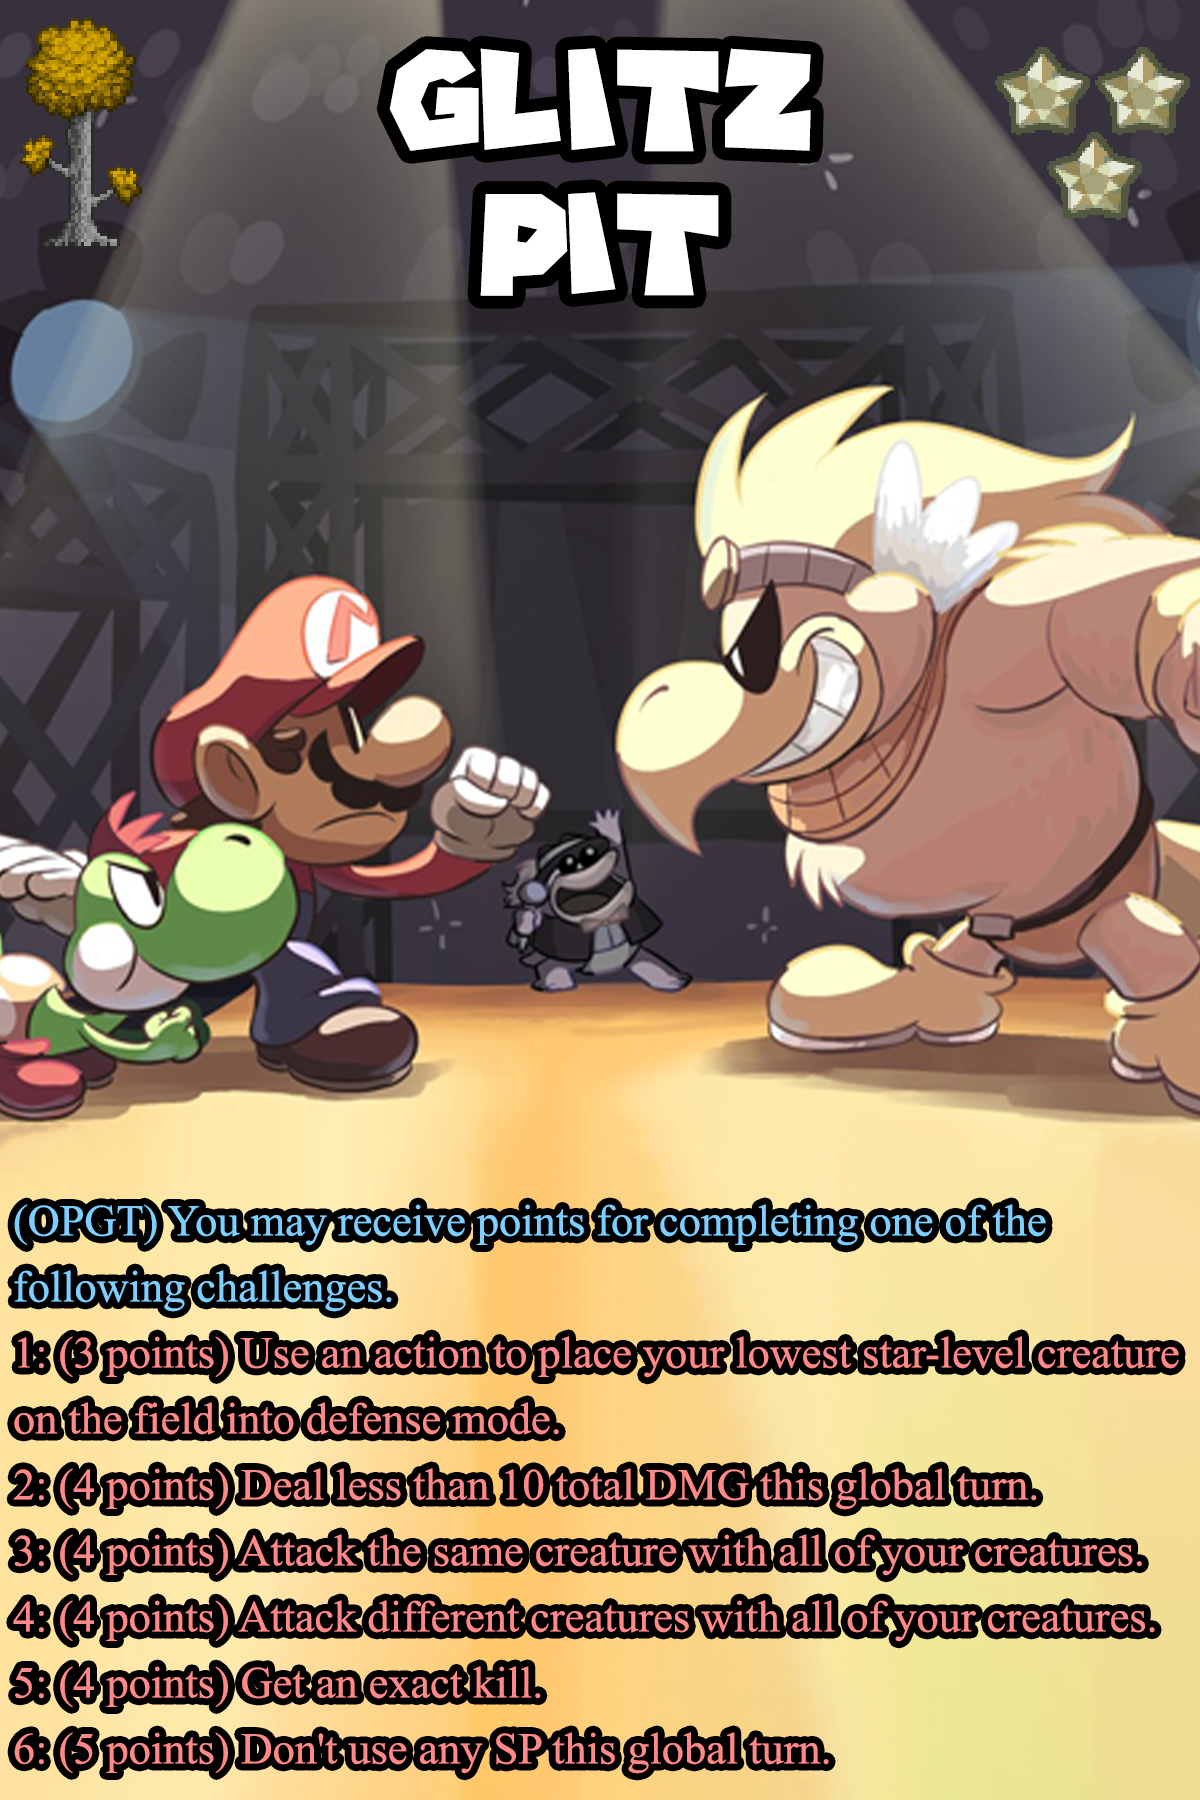 GLITZ
PIT
(OPGT) You may receive points for completing one of the
following challenges.
1: (3 points) Use an action to place your lowest star-level creature
on the field into defense mode.
2: (4 points) Deal less than 10 total DMG this global turn.
3: (4 points) Attack the same creature with all of your creatures.
4: (4 points) Attack different creatures with all of your creatures.
5: (4 points) Get an exact kill.
6: (5 points) Don't use any SP this global turn.